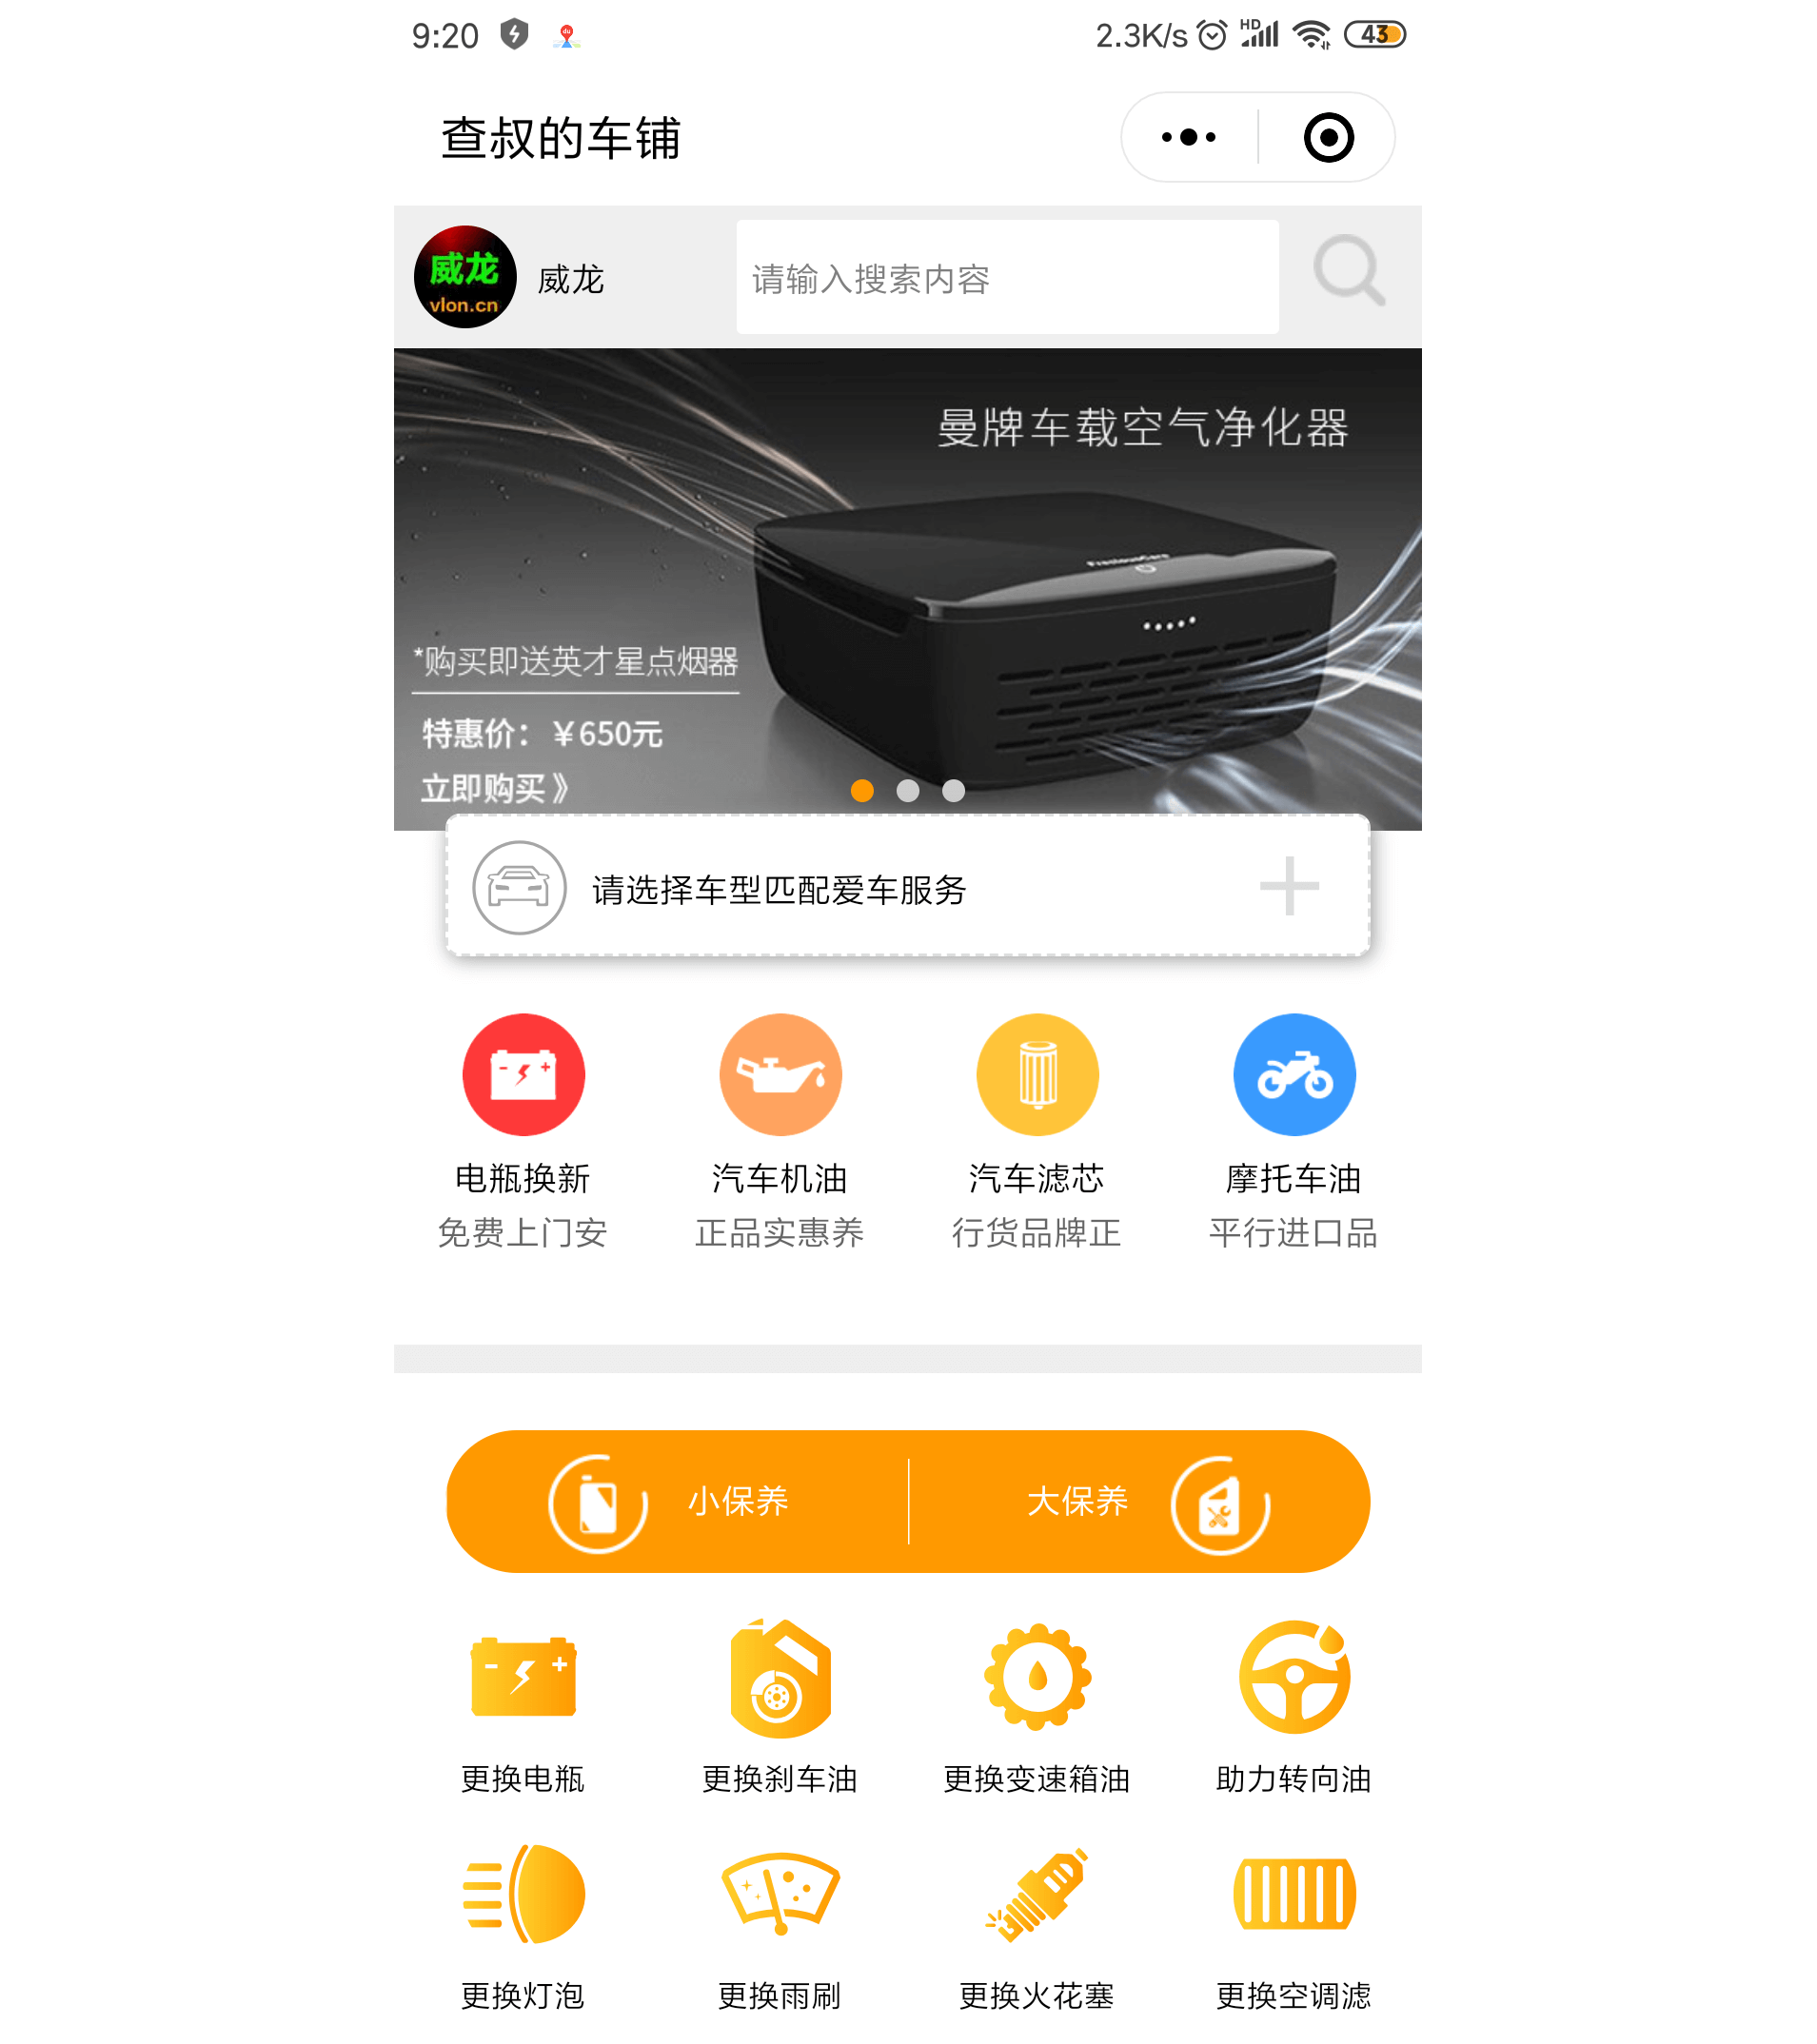 9:20 2.3K/s HD 43
查叔的车铺
威龙
vlon.cn
威龙
请输入搜索内容
曼牌车载空气净化器
*购买即送英才星点烟器
特惠价：￥650元
立即购买》
请选择车型匹配爱车服务
电瓶换新 汽车机油 汽车滤芯 摩托车油
免费上门安 正品实惠养 行货品牌正 平行进口品
小保养 大保养
更换电瓶 更换刹车油 更换变速箱油 助力转向油
更换灯泡 更换雨刷 更换火花塞 更换空调滤